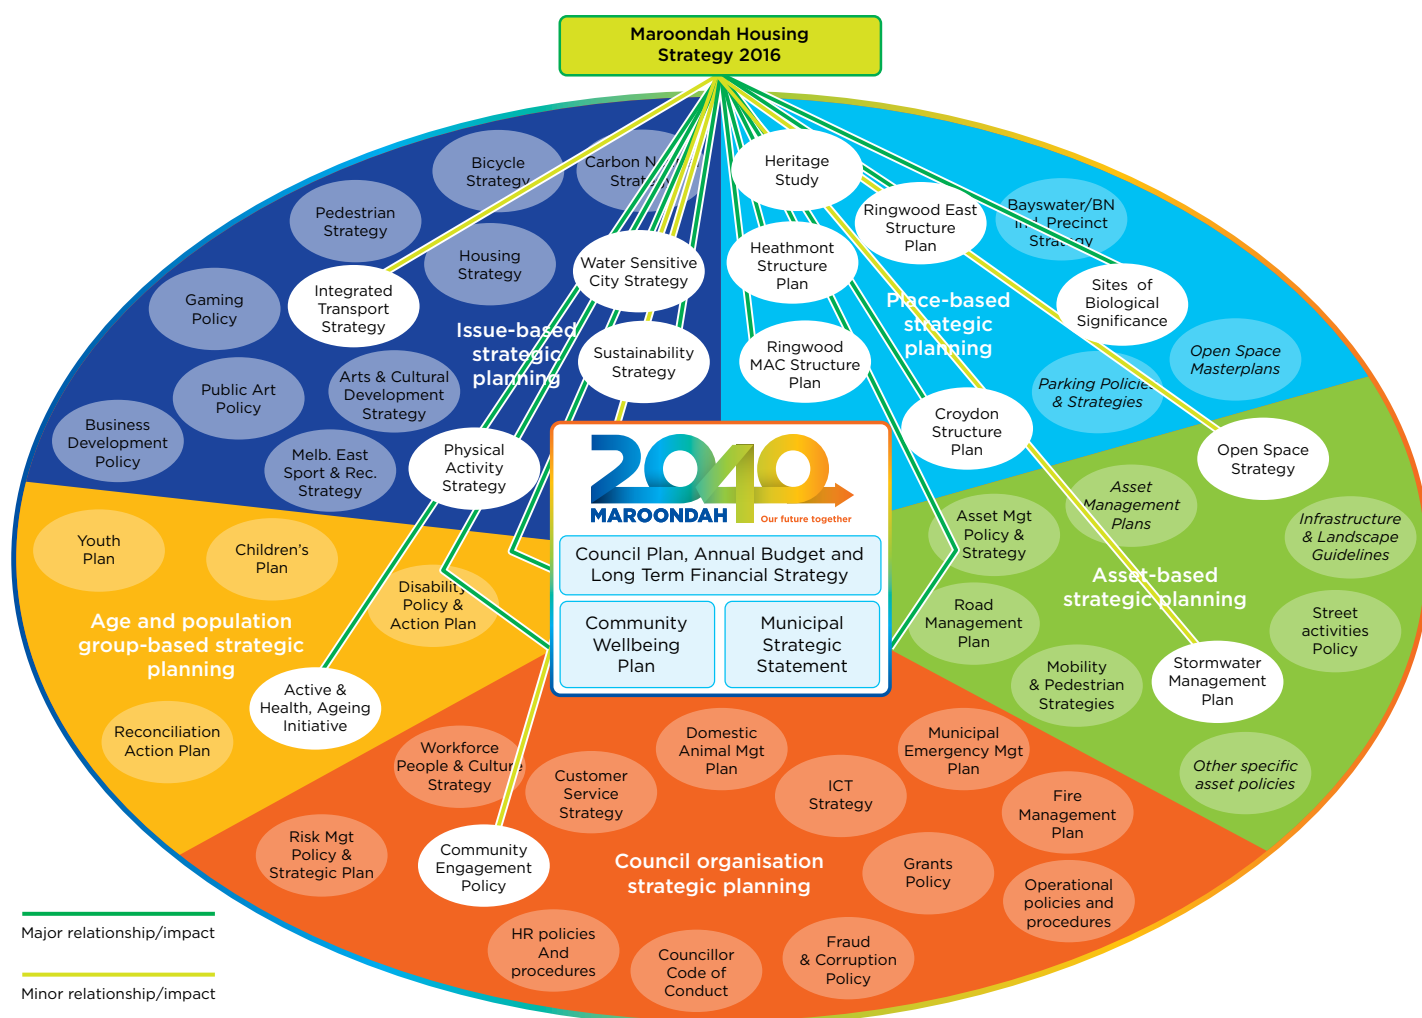 Maroondah Housing
Strategy 2016
Bicycle
Strategy
Carbon N
Strategy
Heritage
Study
Pedestrian
Strategy
Ringwood East
Structure
Plan
Bayswater/BN
Ind. Precinct
Strategy
Housing
Strategy
Water Sensitive
City Strategy
Heathmont
Structure
Plan
Gaming
Policy
Integrated
Transport
Strategy
Sites of
Biological
Significance
Issue-based
strategic
planning
Place-based
strategic
planning
Sustainability
Strategy
Ringwood
MAC Structure
Plan
Open Space
Masterplans
Public Art
Policy
Arts & Cultural
Development
Strategy
Parking Policies
& Strategies
Business
Development
Policy
Melb. East
Sport & Rec.
Strategy
Physical
Activity
Strategy
Croydon
Structure
Plan
Open Space
Strategy
2040
MAROONDAH
Our future together
Council Plan, Annual Budget and
Long Term Financial Strategy
Community
Wellbeing
Plan
Municipal
Strategic
Statement
Youth
Plan
Children's
Plan
Disability
Policy &
Action Plan
Age and population
group-based strategic
planning
Active &
Health, Ageing
Initiative
Reconciliation
Action Plan
Asset Mgt
Policy &
Strategy
Asset
Management
Plans
Infrastructure
& Landscape
Guidelines
Asset-based
strategic planning
Road
Management
Plan
Street
activities
Policy
Mobility
& Pedestrian
Strategies
Stormwater
Management
Plan
Other specific
asset policies
Workforce
People & Culture
Strategy
Customer
Service
Strategy
Domestic
Animal Mgt
Plan
ICT
Strategy
Municipal
Emergency Mgt
Plan
Fire
Management
Plan
Risk Mgt
Policy &
Strategic Plan
Community
Engagement
Policy
Council organisation
strategic planning
Grants
Policy
Operational
policies and
procedures
HR policies
And
procedures
Councillor
Code of
Conduct
Fraud
& Corruption
Policy
Major relationship/impact
Minor relationship/impact